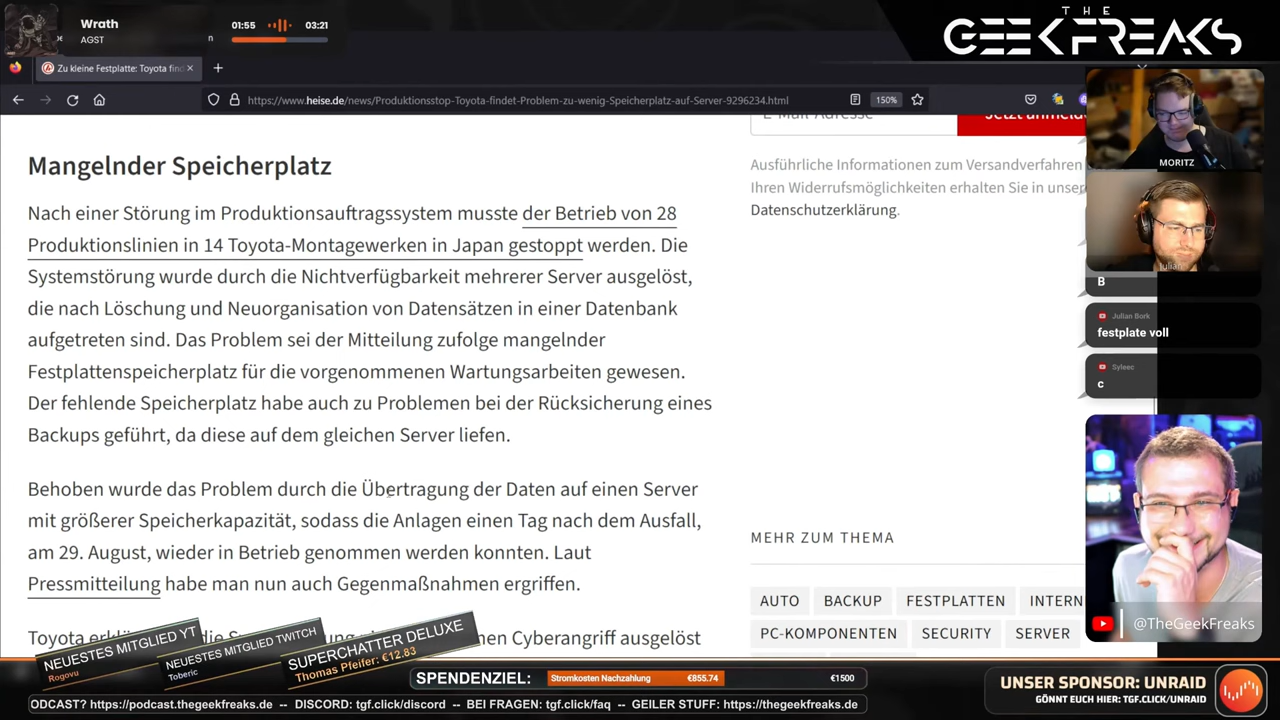 Wrath
AGST
01:55
03:21
THE
GEEKFREAKS
Zu kleine Festplatte: Toyota find
https://www.heise.de/news/Produktionsstop-Toyota-findet-Problem-zu-wenig-Speicherplatz-auf-Server-9296234.html
150%
E-Mail-Adresse
Jetzt anmelde
Mangelnder Speicherplatz
Nach einer Störung im Produktionsauftragssystem musste der Betrieb von 28
Produktionslinien in 14 Toyota-Montagewerken in Japan gestoppt werden. Die
Systemstörung wurde durch die Nichtverfügbarkeit mehrerer Server ausgelöst,
die nach Löschung und Neuorganisation von Datensätzen in einer Datenbank
aufgetreten sind. Das Problem sei der Mitteilung zufolge mangelnder
Festplattenspeicherplatz für die vorgenommenen Wartungsarbeiten gewesen.
Der fehlende Speicherplatz habe auch zu Problemen bei der Rücksicherung eines
Backups geführt, da diese auf dem gleichen Server liefen.
Behoben wurde das Problem durch die Übertragung der Daten auf einen Server
mit größerer Speicherkapazität, sodass die Anlagen einen Tag nach dem Ausfall,
am 29. August, wieder in Betrieb genommen werden konnten. Laut
Pressmitteilung habe man nun auch Gegenmaßnahmen ergriffen.
Toyota die nen Cyberangriff ausgelöst
Ausführliche Informationen zum Versandverfahren
Ihren Widerrufsmöglichkeiten erhalten Sie in unser
Datenschutzerklärung.
MEHR ZUM THEMA
AUTO BACKUP FESTPLATTEN INTERN
PC-KOMPONENTEN SECURITY SERVER
MORITZ
Julian
B
Julian Bork
festplate voll
Syleec
c
@TheGeekFreaks
NEUESTES MITGLIED YT
Rogovu
NEUESTES MITGLIED TWITCH
Toberic
SUPERCHATTER DELUXE
Thomas Pfeifer: €12.83
SPENDENZIEL:
Stromkosten Nachzahlung €855.74 €1500
UNSER SPONSOR: UNRAID
GÖNNT EUCH HIER: TGF.CLICK/UNRAID
ODCAST? https://podcast.thegeekfreaks.de -- DISCORD: tgf.click/discord -- BEI FRAGEN: tgf.click/faq -- GEILER STUFF: https://thegeekfreaks.de